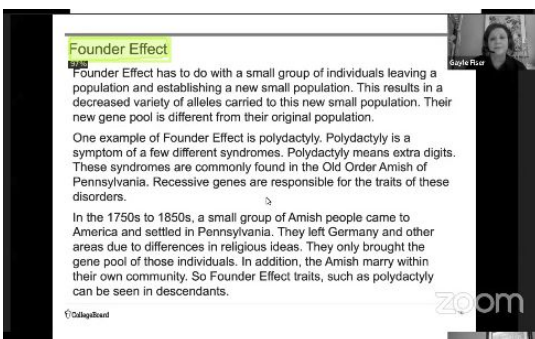 Founder Effect
Gayle Fiser
Founder Effect has to do with a small group of individuals leaving a
population and establishing a new small population. This results in a
decreased variety of alleles carried to this new small population. Their
new gene pool is different from their original population.
One example of Founder Effect is polydactyly. Polydactyly is a
symptom of a few different syndromes. Polydactyly means extra digits.
These syndromes are commonly found in the Old Order Amish of
Pennsylvania. Recessive genes are responsible for the traits of these
disorders.
In the 1750s to 1850s, a small group of Amish people came to
America and settled in Pennsylvania. They left Germany and other
areas due to differences in religious ideas. They only brought the
gene pool of those individuals. In addition, the Amish marry within
their own community. So Founder Effect traits, such as polydactyly
can be seen in descendants.
zoom
CollegeBoard